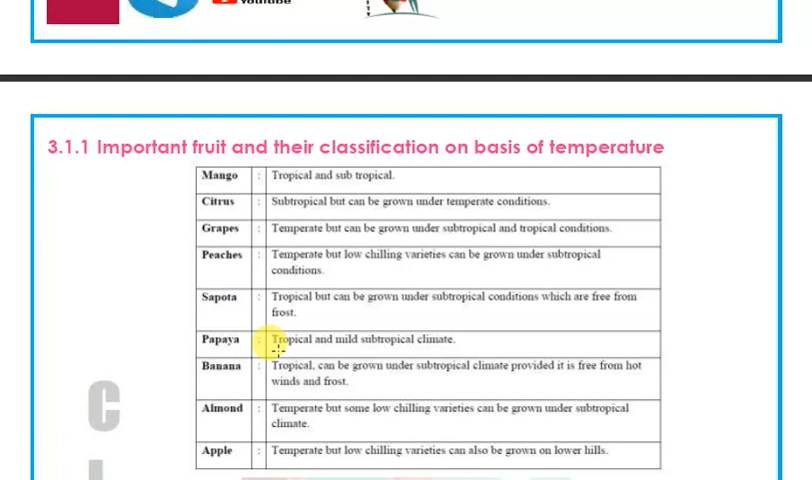 YouTube
3.1.1 Important fruit and their classification on basis of temperature
Mango : Tropical and sub tropical.
Citrus : Subtropical but can be grown under temperate conditions.
Grapes : Temperate but can be grown under subtropical and tropical conditions.
Peaches : Temperate but low chilling varieties can be grown under subtropical
conditions.
Sapota : Tropical but can be grown under subtropical conditions which are free from
frost.
Papaya : Tropical and mild subtropical climate.
Banana : Tropical, can be grown under subtropical climate provided it is free from hot
winds and frost.
Almond : Temperate but some low chilling varieties can be grown under subtropical
climate.
Apple : Temperate but low chilling varieties can also be grown on lower hills.
C